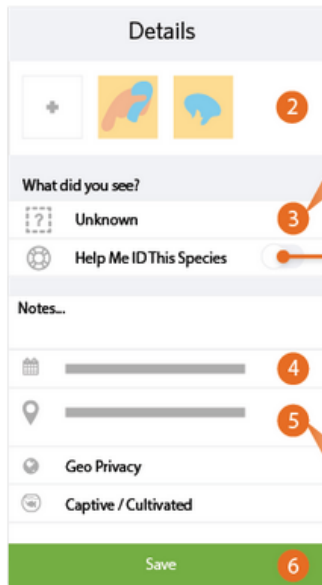 Details
+
2
What did you see?
? Unknown 3
Help Me ID This Species
Notes...
4
5
Geo Privacy
Captive / Cultivated
Save 6